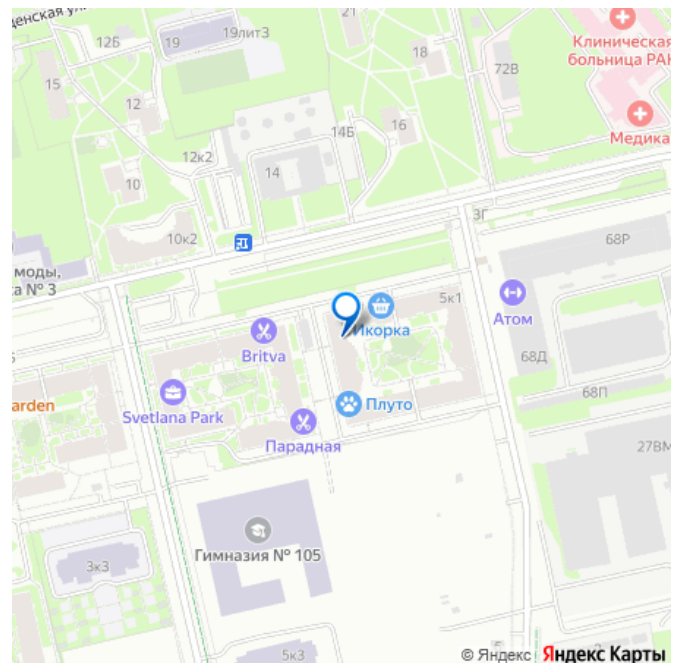 денская ул
21
19литЗ
19
12Б
18
Клиническая
больница РАН
72В
15
12
16
14Б
Медика
12к2
14
10
3Г
10к2
68Р
моды,
а № 3
5к1
Икорка
Атом
Britva
68Д
68П
Svetlana Park
Плуто
arden
Парадная
27ВМ
Гимназия № 105
3к3
5к3
2
© Яндекс Яндекс Карты